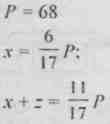 P = 68
x = 6/17 P;
x + z = 11/17 P